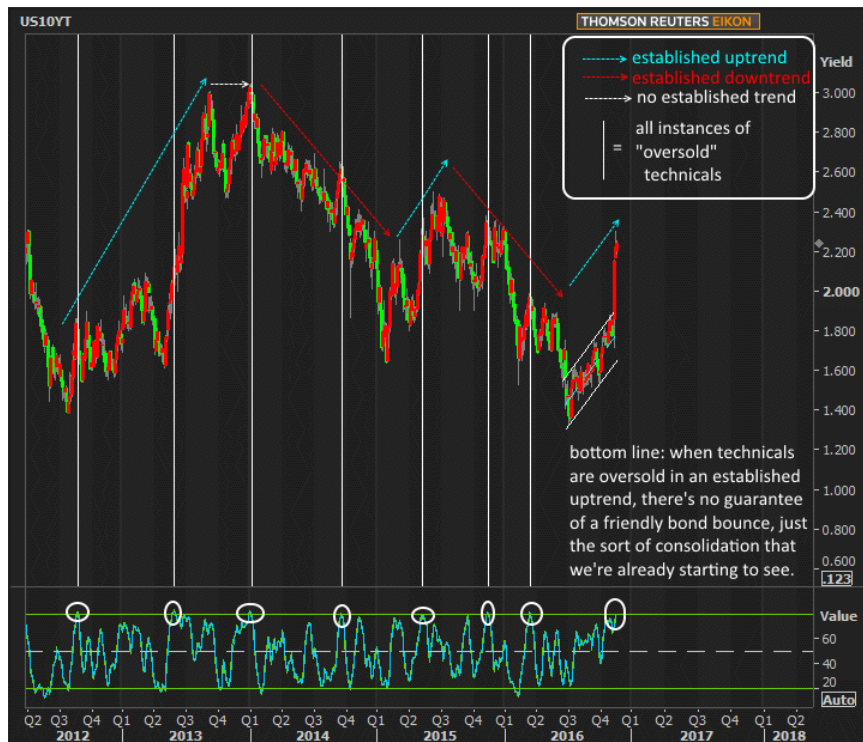 US10YT
THOMSON REUTERS EIKON
established uptrend
established downtrend
no established trend
all instances of
= "oversold"
technicals
Yield
3.000
2.800
2.600
2.400
2.200
2.000
1.800
1.600
1.400
1.200
1.000
0.800
0.600
.123
bottom line: when technicals
are oversold in an established
uptrend, there's no guarantee
of a friendly bond bounce, just
the sort of consolidation that
we're already starting to see.
Value
60
40
20
Auto
Q2 Q3 Q4 Q1 Q2 Q3 Q4 Q1 Q2 Q3 Q4 Q1 Q2 Q3 Q4 Q1 Q2 Q3 Q4 Q1 Q2 Q3 Q4 Q1 Q2
2012 2013 2014 2015 2016 2017 2018